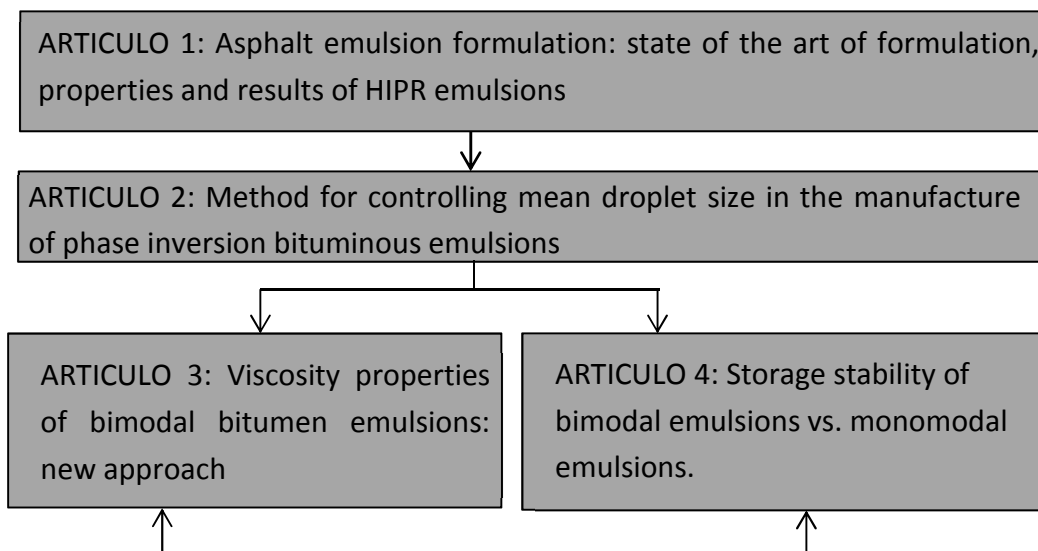 ARTICULO 1: Asphalt emulsion formulation: state of the art of formulation,
properties and results of HIPR emulsions
ARTICULO 2: Method for controlling mean droplet size in the manufacture
of phase inversion bituminous emulsions
ARTICULO 3: Viscosity properties
of bimodal bitumen emulsions:
new approach
ARTICULO 4: Storage stability of
bimodal emulsions vs. monomodal
emulsions.